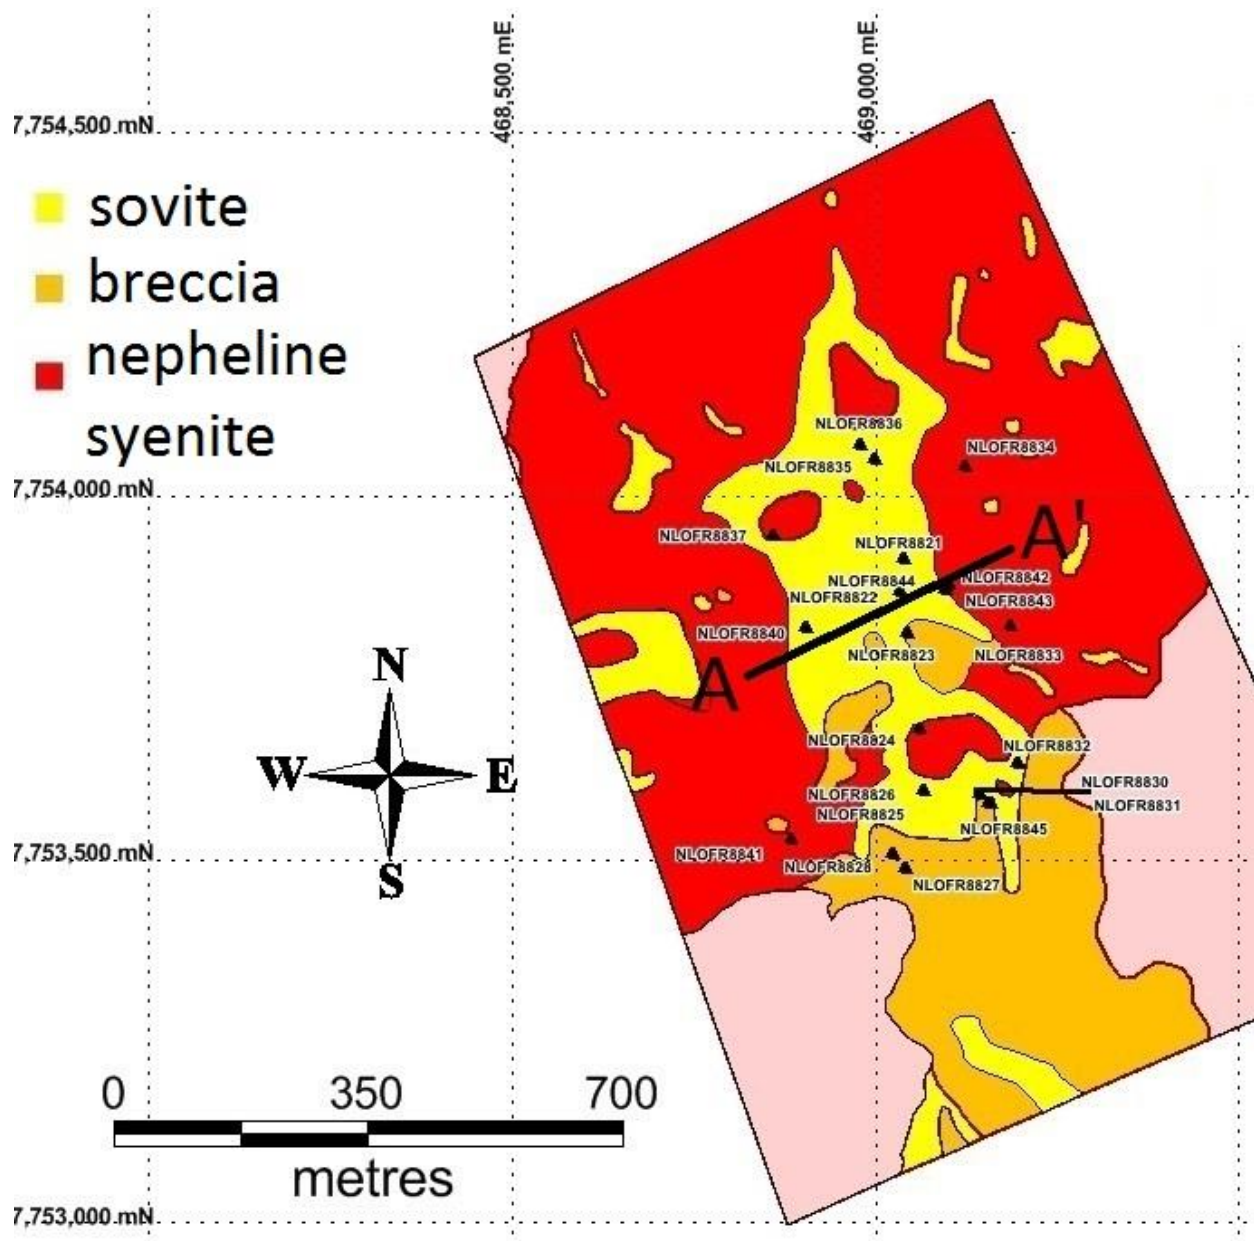 468,500 mE
469,000 mE
7,754,500 mN
sovite
breccia
nepheline
syenite
NLOFR8836
NLOFR8834
NLOFR8835
7,754,000 mN
NLOFR8837
A'
NLOFR8821
NLOFR8844
NLOFR8842
NLOFR8822
NLOFR8843
NLOFR8840
NLOFR8823
NLOFR8833
A
N
W
E
S
NLOFR8824
NLOFR8832
NLOFR8830
NLOFR8826
NLOFR8831
NLOFR8825
NLOFR8845
7,753,500 mN
NLOFR8841
NLOFR8828
NLOFR8827
0 350 700
metres
7,753,000 mN